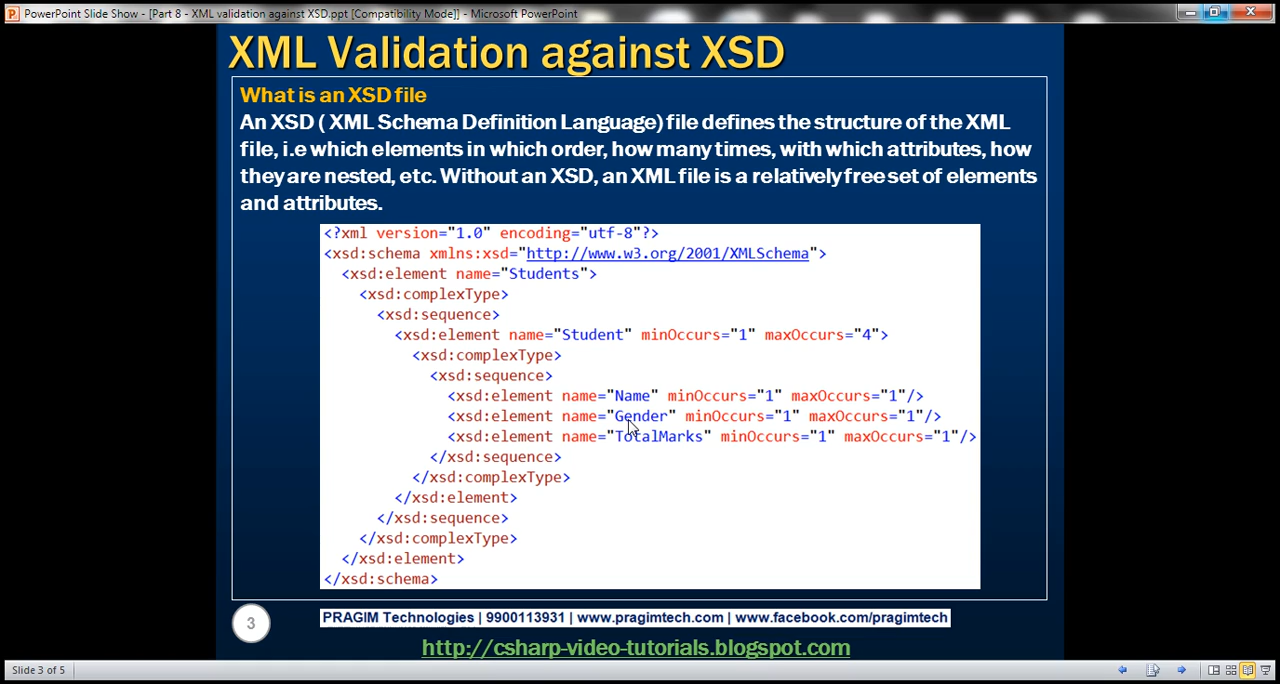 PowerPoint Slide Show - [Part 8 - XML validation against XSD.ppt [Compatibility Mode]] - Microsoft PowerPoint
XML Validation against XSD
What is an XSD file
An XSD ( XML Schema Definition Language) file defines the structure of the XML
file, i.e which elements in which order, how many times, with which attributes, how
they are nested, etc. Without an XSD, an XML file is a relatively free set of elements
and attributes.
<?xml version="1.0" encoding="utf-8"?>
<xsd:schema xmlns:xsd="http://www.w3.org/2001/XMLSchema">
<xsd:element name="Students">
<xsd:complexType>
<xsd:sequence>
<xsd:element name="Student" minOccurs="1" maxOccurs="4">
<xsd:complexType>
<xsd:sequence>
<xsd:element name="Name" minOccurs="1" maxOccurs="1"/>
<xsd:element name="Gender" minOccurs="1" maxOccurs="1"/>
<xsd:element name="TotalMarks" minOccurs="1" maxOccurs="1"/>
</xsd:sequence>
</xsd:complexType>
</xsd:element>
</xsd:sequence>
</xsd:complexType>
</xsd:element>
</xsd:schema>
3
PRAGIM Technologies | 9900113931 | www.pragimtech.com | www.facebook.com/pragimtech
http://csharp-video-tutorials.blogspot.com
Slide 3 of 5